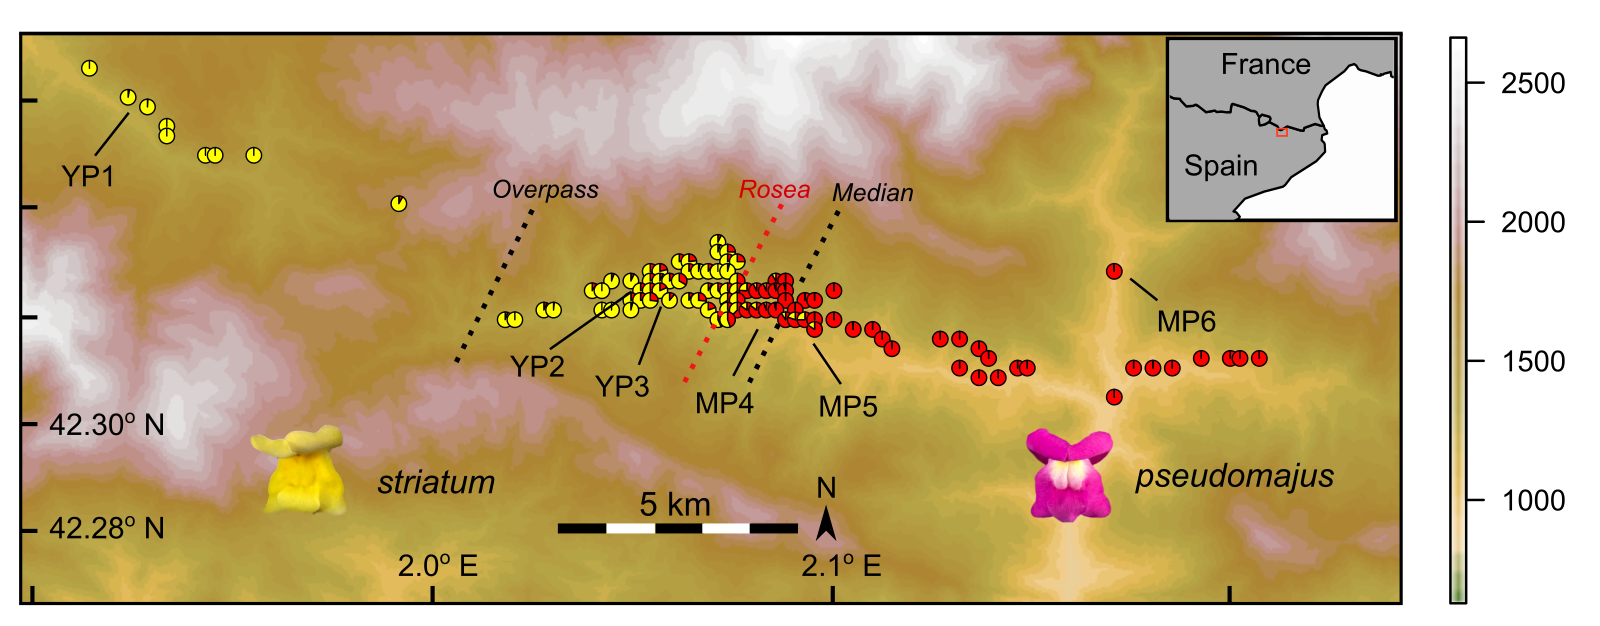 France
Spain
2500
2000
1500
1000
YP1
Overpass
Rosea
Median
MP6
YP2
YP3
MP4
MP5
42.30° N
42.28° N
striatum
pseudomajus
5 km
N
2.0° E
2.1° E